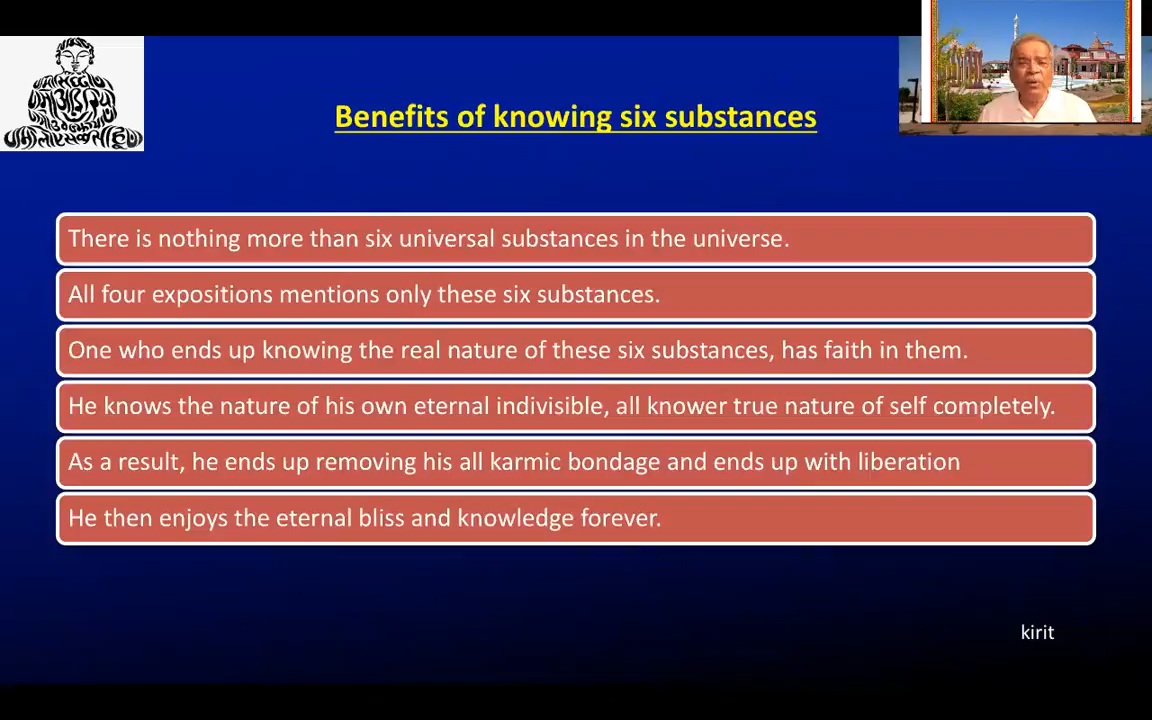 Benefits of knowing six substances
There is nothing more than six universal substances in the universe.
All four expositions mentions only these six substances.
One who ends up knowing the real nature of these six substances, has faith in them.
He knows the nature of his own eternal indivisible, all knower true nature of self completely.
As a result, he ends up removing his all karmic bondage and ends up with liberation
He then enjoys the eternal bliss and knowledge forever.
kirit